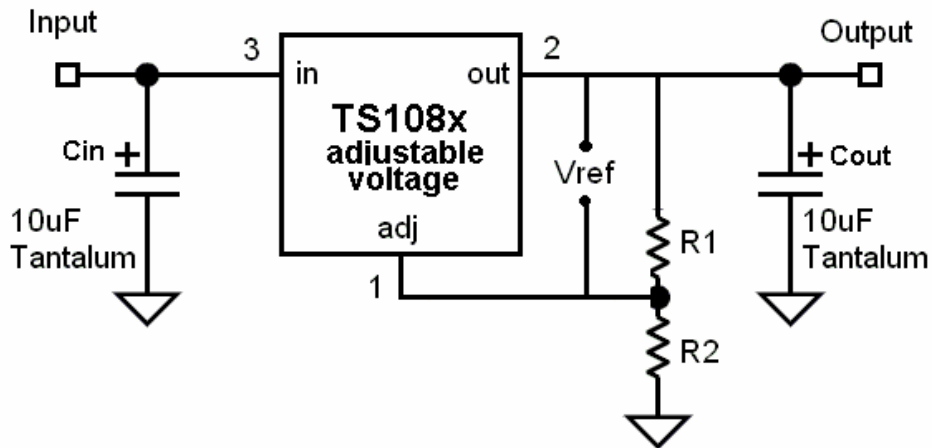 Input
Output
3
2
in
out
TS108x
adjustable
voltage
adj
1
Cin
+
10uF
Tantalum
Vref
R1
R2
+
Cout
10uF
Tantalum